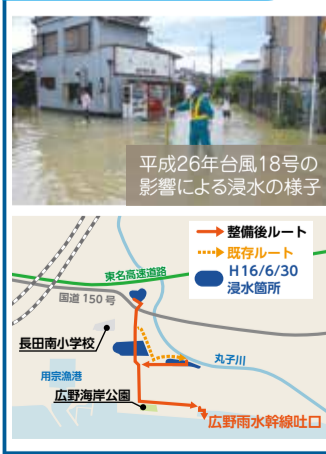 平成26年台風18号の
影響による浸水の様子
整備後ルート
既存ルート
H16/6/30
浸水箇所
東名高速道路
国道150号
長田南小学校
丸子川
用宗漁港
広野海岸公園
広野雨水幹線吐口